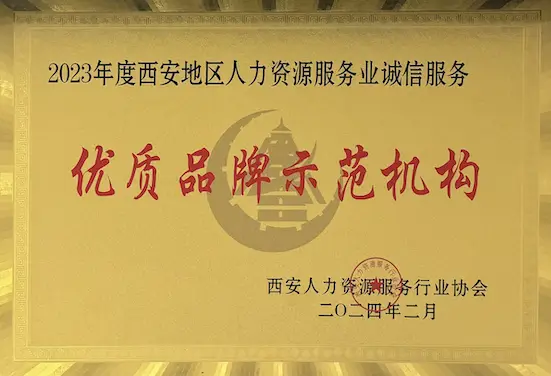 2023年度西安地区人力资源服务业诚信服务
优质品牌示范机构
西安人力资源服务行业协会
二〇二四年二月